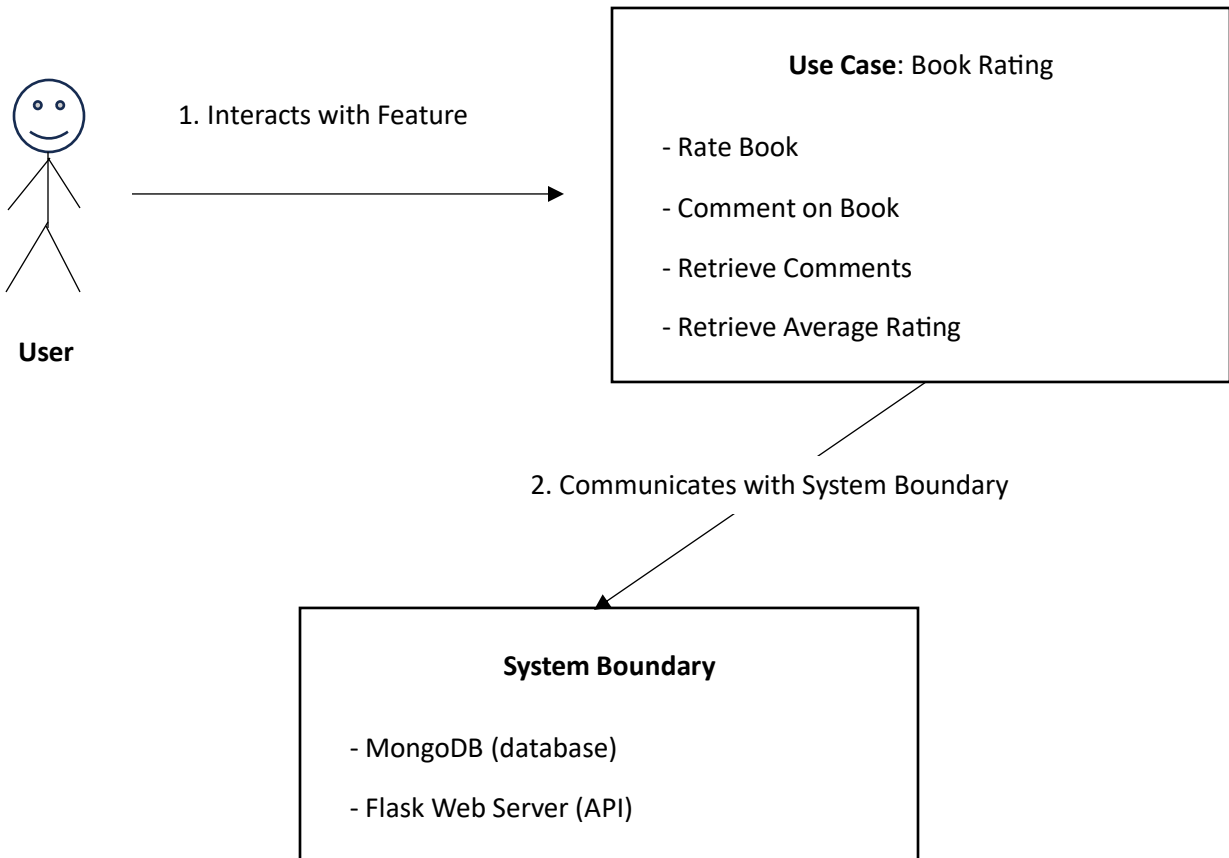 Use Case: Book Rating
1. Interacts with Feature
- Rate Book
- Comment on Book
- Retrieve Comments
- Retrieve Average Rating
User
2. Communicates with System Boundary
System Boundary
- MongoDB (database)
- Flask Web Server (API)